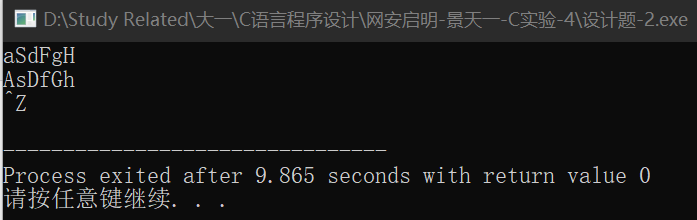 D:\Study Related\大一\C语言程序设计\网安启明-景天一-C实验-4\设计题-2.exe
aSdFgH
AsDfGh
^Z
--------------------------------
Process exited after 9.865 seconds with return value 0
请按任意键继续. . .